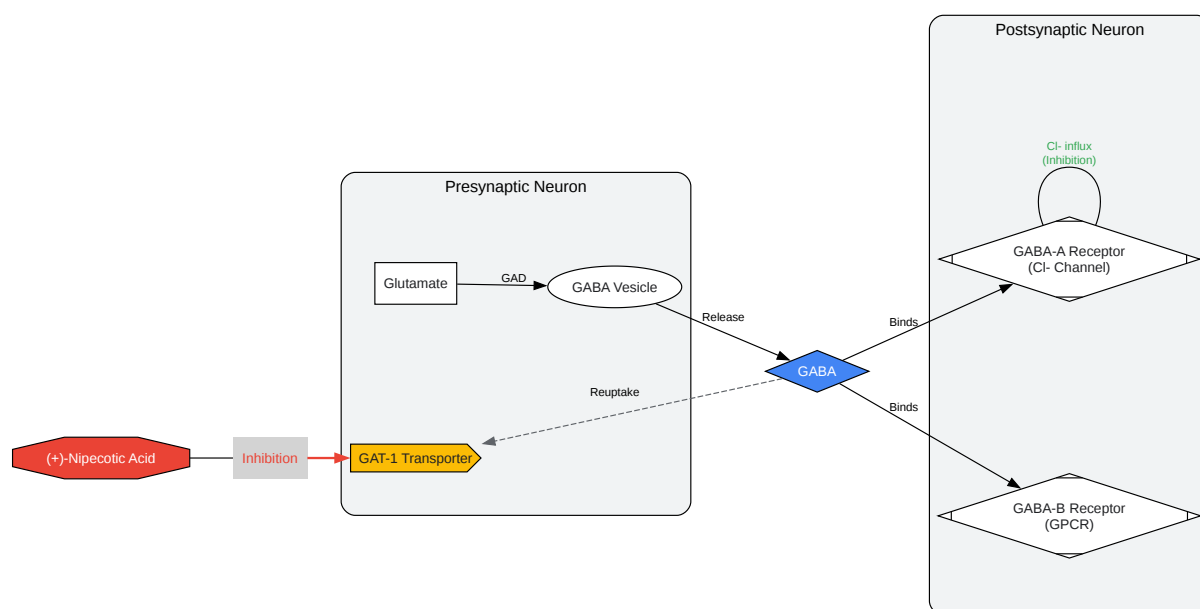 Postsynaptic Neuron
Cl- influx
(Inhibition)
Presynaptic Neuron
GABA-A Receptor
(Cl- Channel)
Glutamate
GAD
GABA Vesicle
Release
Binds
GABA
Reuptake
Binds
(+)-Nipecotic Acid
Inhibition
GAT-1 Transporter
GABA-B Receptor
(GPCR)